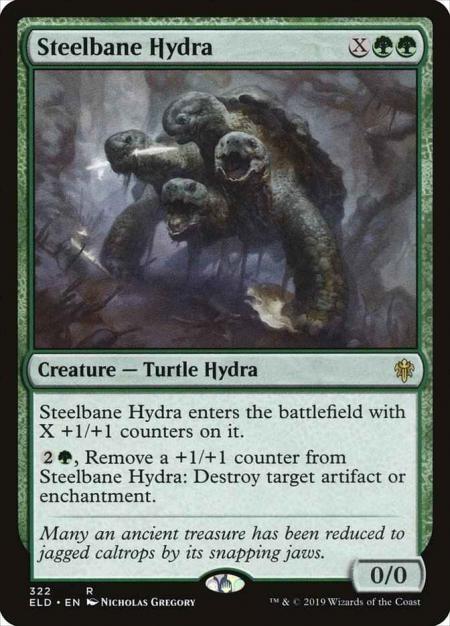 Steelbane Hydra X
Creature — Turtle Hydra
Steelbane Hydra enters the battlefield with
X +1/+1 counters on it.
2, Remove a +1/+1 counter from
Steelbane Hydra: Destroy target artifact or
enchantment.
Many an ancient treasure has been reduced to
jagged caltrops by its snapping jaws.
0/0
322 R
ELD • EN Nicholas Gregory
™ & © 2019 Wizards of the Coast